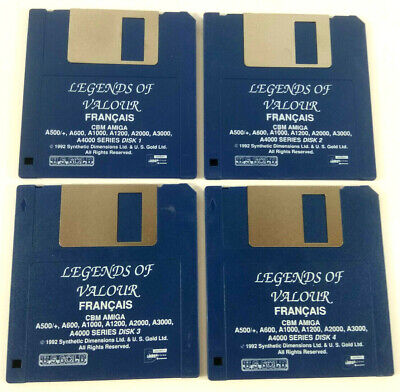 LEGENDS OF
VALOUR
FRANÇAIS
CBM AMIGA
A500/+, A600, A1000, A1200, A2000, A3000,
A4000 SERIES DISK 1
© 1992 Synthetic Dimensions Ltd. & U. S. Gold Ltd.
All Rights Reserved.
U.S. GOLD
LEGENDS OF
VALOUR
FRANÇAIS
CBM AMIGA
A500/+, A600, A1000, A1200, A2000, A3000,
A4000 SERIES DISK 2
© 1992 Synthetic Dimensions Ltd. & U. S. Gold Ltd.
All Rights Reserved.
U.S. GOLD
LEGENDS OF
VALOUR
FRANÇAIS
CBM AMIGA
A500/+, A600, A1000, A1200, A2000, A3000,
A4000 SERIES DISK 3
© 1992 Synthetic Dimensions Ltd. & U. S. Gold Ltd.
All Rights Reserved.
U.S. GOLD
LEGENDS OF
VALOUR
FRANÇAIS
CBM AMIGA
A500/+, A600, A1000, A1200, A2000, A3000,
A4000 SERIES DISK 4
© 1992 Synthetic Dimensions Ltd. & U. S. Gold Ltd.
All Rights Reserved.
U.S. GOLD